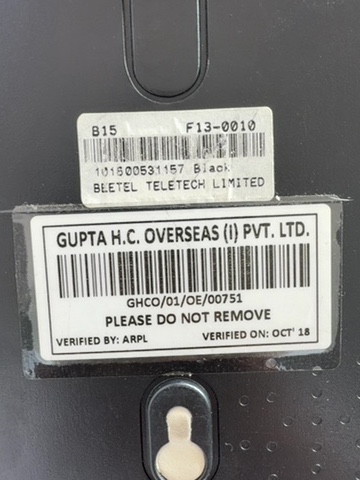 B15 F13-0010
101600531157 Black
BEETEL TELETECH LIMITED
GUPTA H.C. OVERSEAS (I) PVT. LTD.
GHCO/01/OE/00751
PLEASE DO NOT REMOVE
VERIFIED BY: ARPL VERIFIED ON: OCT' 18